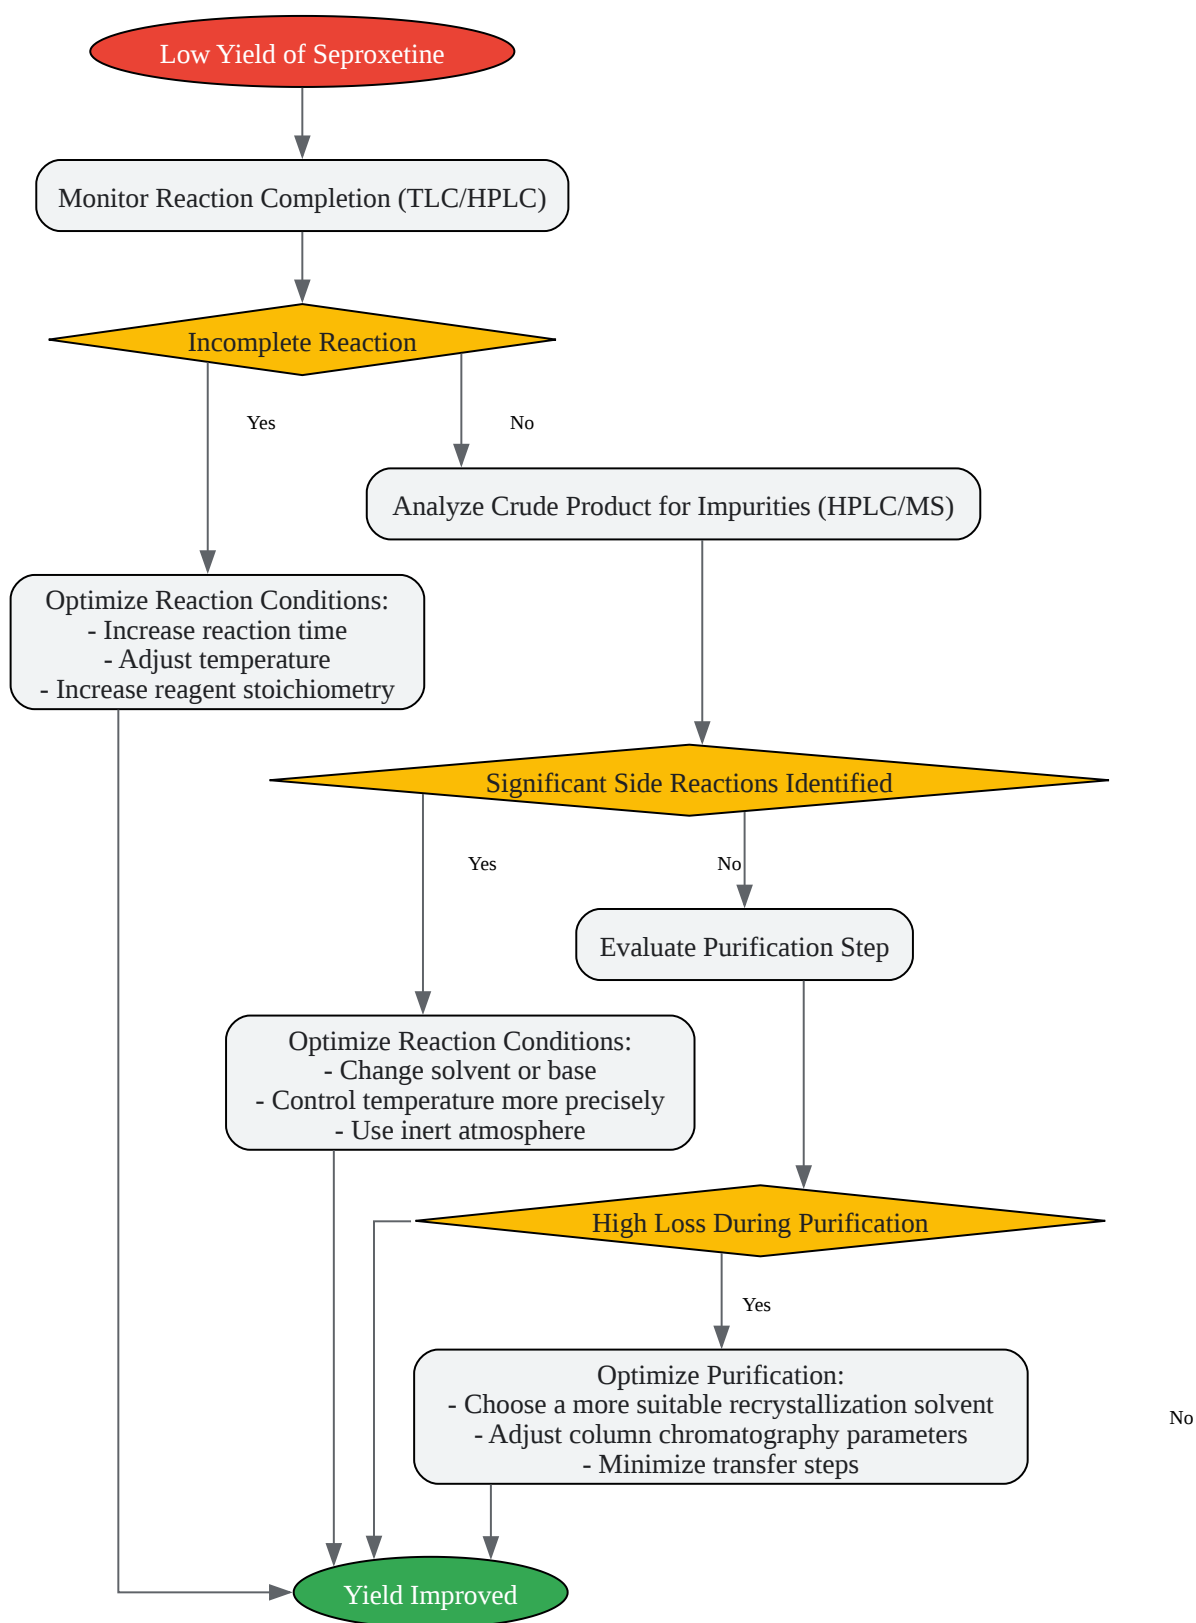 Low Yield of Seproxetine
Monitor Reaction Completion (TLC/HPLC)
Incomplete Reaction
Yes
No
Analyze Crude Product for Impurities (HPLC/MS)
Optimize Reaction Conditions:
- Increase reaction time
- Adjust temperature
- Increase reagent stoichiometry
Significant Side Reactions Identified
Yes
No
Evaluate Purification Step
Optimize Reaction Conditions:
- Change solvent or base
- Control temperature more precisely
- Use inert atmosphere
High Loss During Purification
Yes
Optimize Purification:
- Choose a more suitable recrystallization solvent
- Adjust column chromatography parameters
- Minimize transfer steps
No
Yield Improved